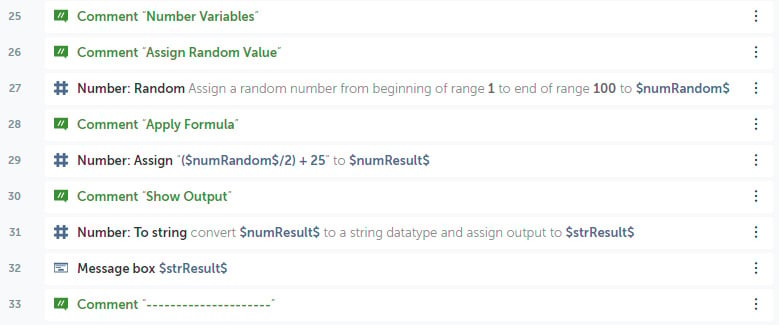 25 Comment "Number Variables"
26 Comment "Assign Random Value"
27 Number: Random Assign a random number from beginning of range 1 to end of range 100 to $numRandom$
28 Comment "Apply Formula"
29 Number: Assign "($numRandom$/2) + 25" to $numResult$
30 Comment "Show Output"
31 Number: To string convert $numResult$ to a string datatype and assign output to $strResult$
32 Message box $strResult$
33 Comment "---------------------"